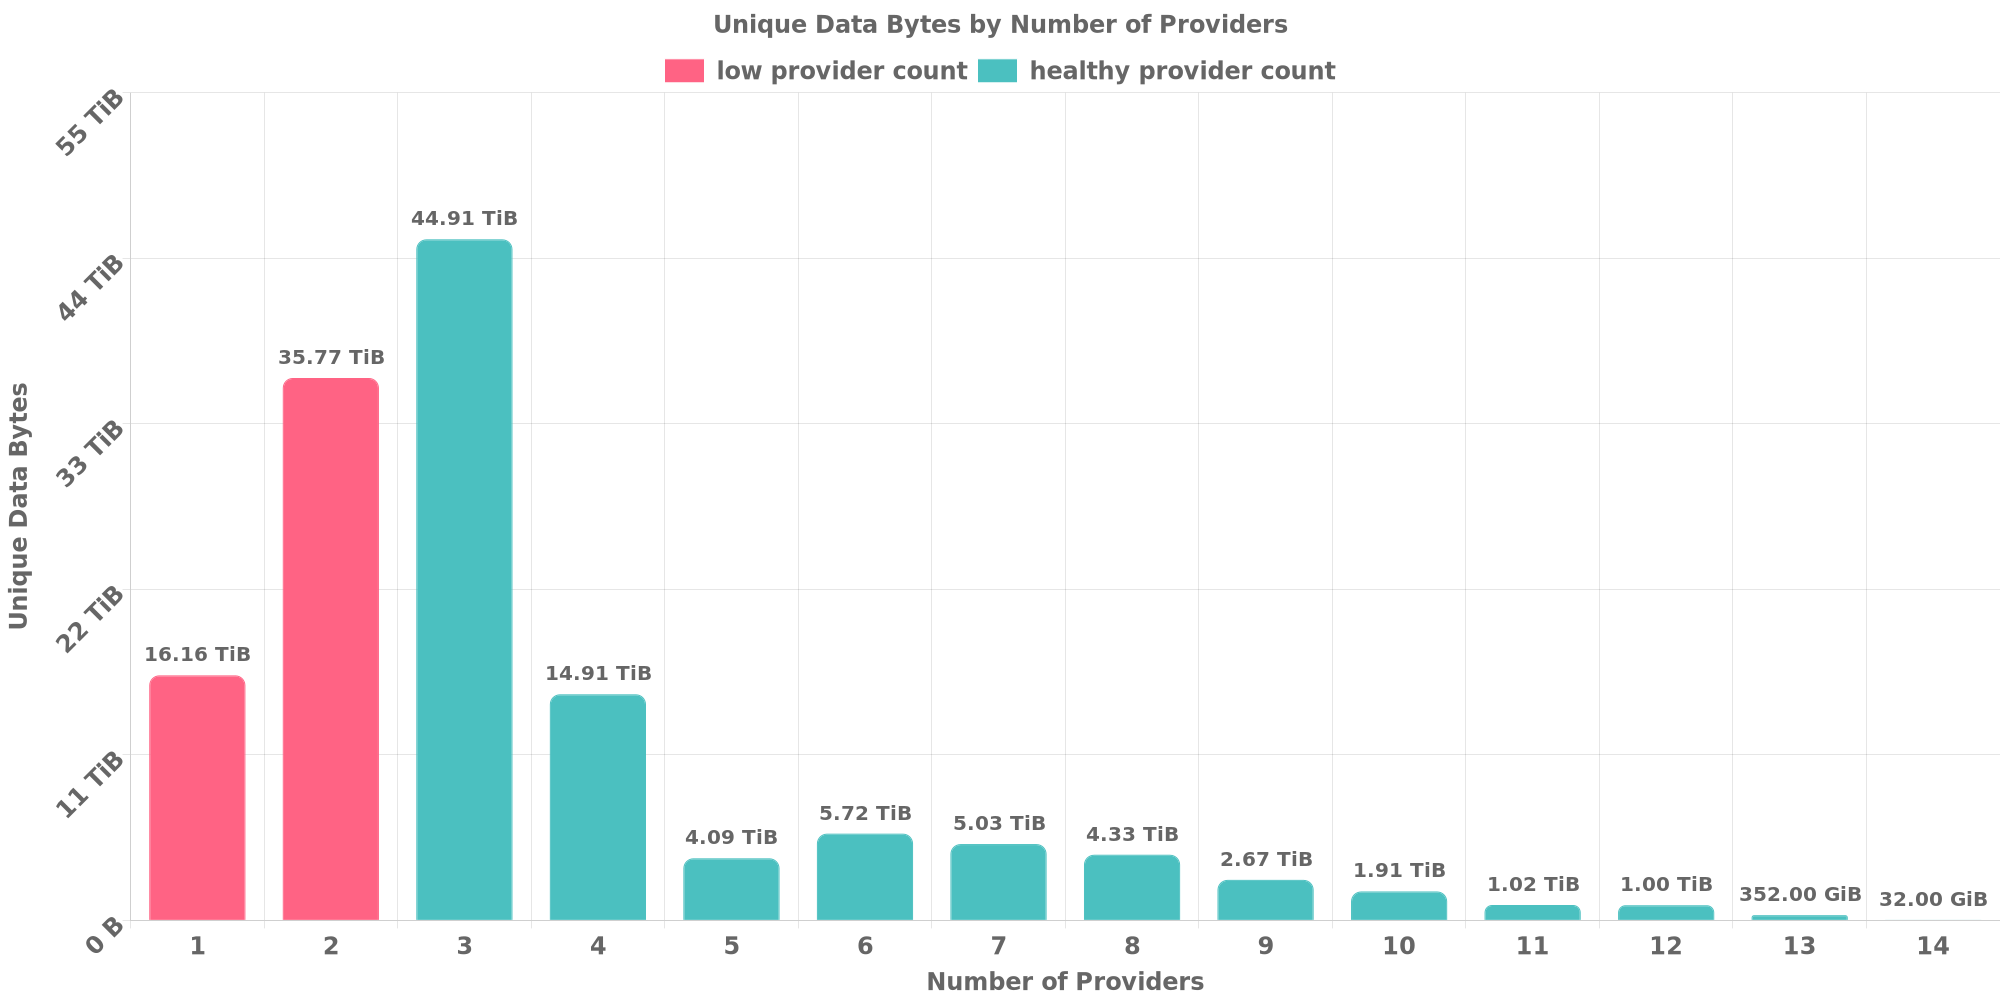 Unique Data Bytes by Number of Providers
low provider count healthy provider count
55 TiB
44 TiB
33 TiB
22 TiB
11 TiB
0 B
Unique Data Bytes
16.16 TiB
35.77 TiB
44.91 TiB
14.91 TiB
4.09 TiB
5.72 TiB
5.03 TiB
4.33 TiB
2.67 TiB
1.91 TiB
1.02 TiB
1.00 TiB
352.00 GiB
32.00 GiB
1 2 3 4 5 6 7 8 9 10 11 12 13 14
Number of Providers